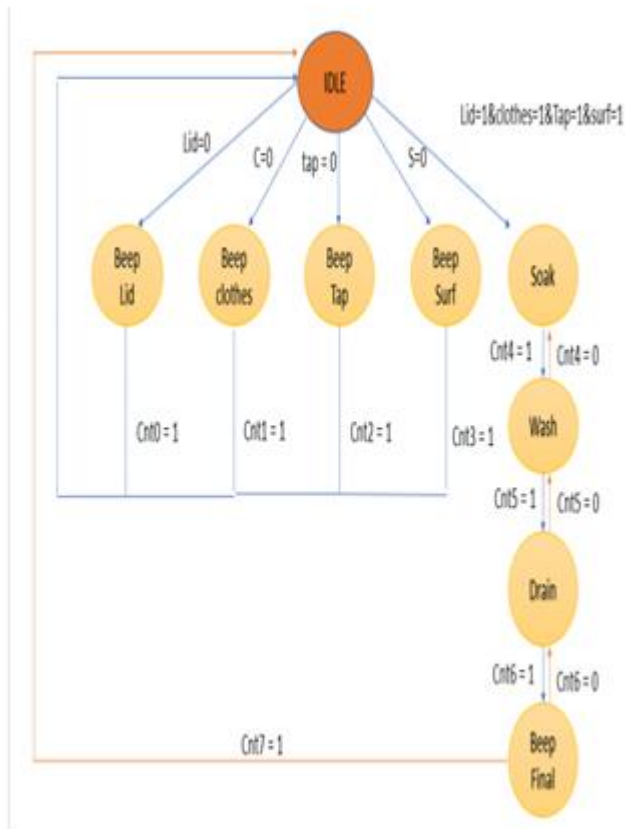 IDLE
Lid=1&clothes=1&Tap=1&surf=1
Lid=0
C=0
tap = 0
S=0
Beep
Lid
Beep
clothes
Beep
Tap
Beep
Surf
Soak
Cnt4 = 1
Cnt4 = 0
Cnt0 = 1
Cnt1 = 1
Cnt2 = 1
Cnt3 = 1
Wash
Cnt5 = 1
Cnt5 = 0
Drain
Cnt6 = 1
Cnt6 = 0
Cnt7 = 1
Beep
Final